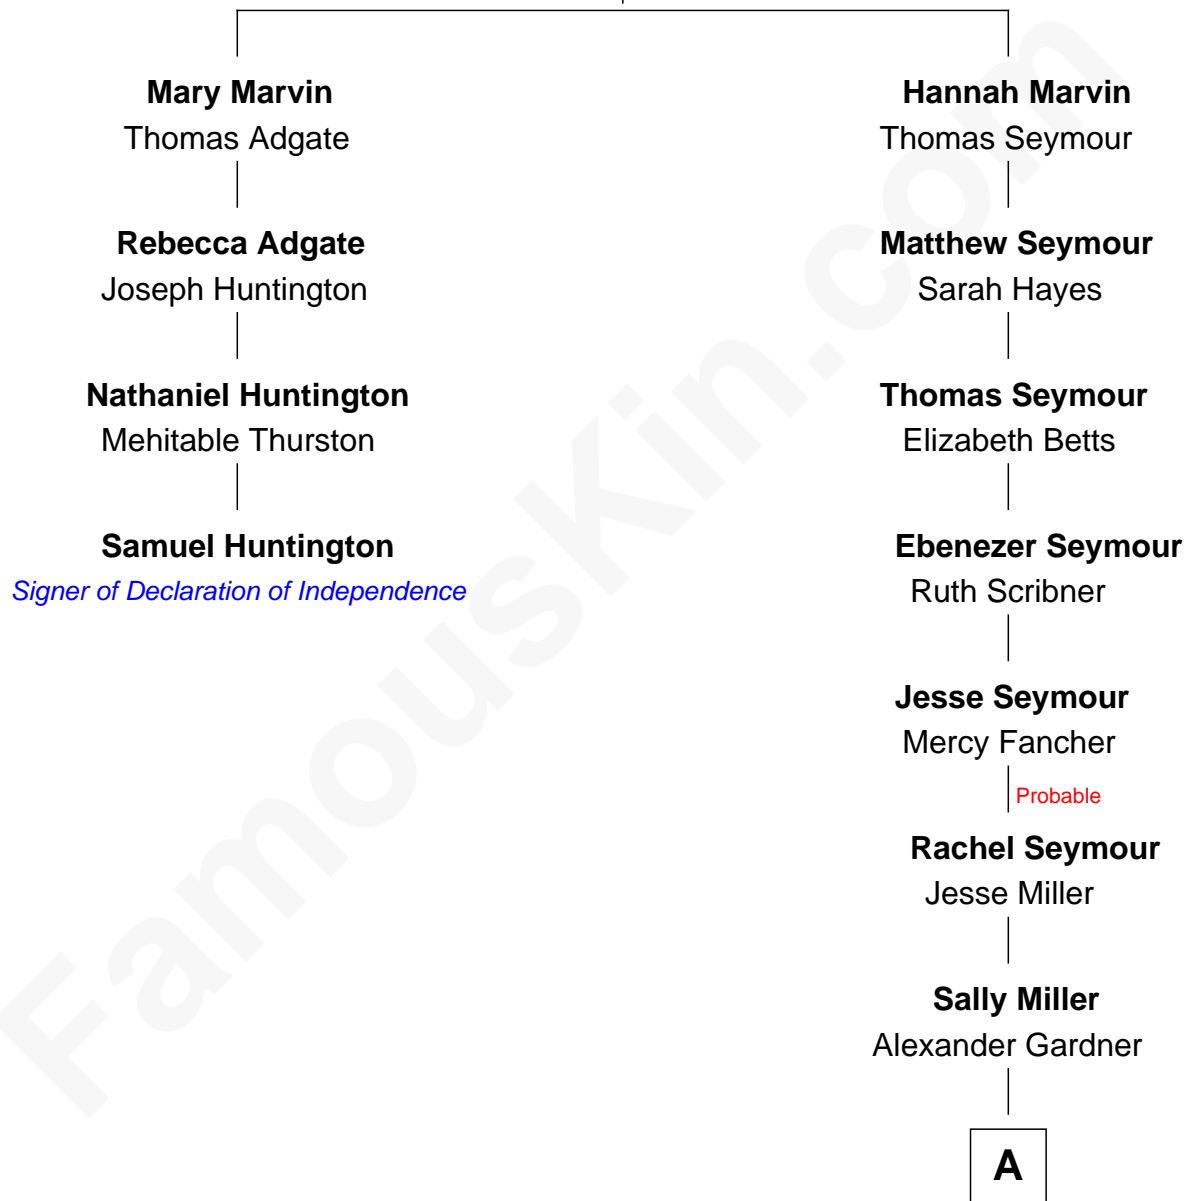 Mary Marvin
Thomas Adgate
Rebecca Adgate
Joseph Huntington
Nathaniel Huntington
Mehitable Thurston
Samuel Huntington
Signer of Declaration of Independence
Hannah Marvin
Thomas Seymour
Matthew Seymour
Sarah Hayes
Thomas Seymour
Elizabeth Betts
Ebenezer Seymour
Ruth Scribner
Jesse Seymour
Mercy Fancher
Probable
Rachel Seymour
Jesse Miller
Sally Miller
Alexander Gardner
A
FamousKin.com